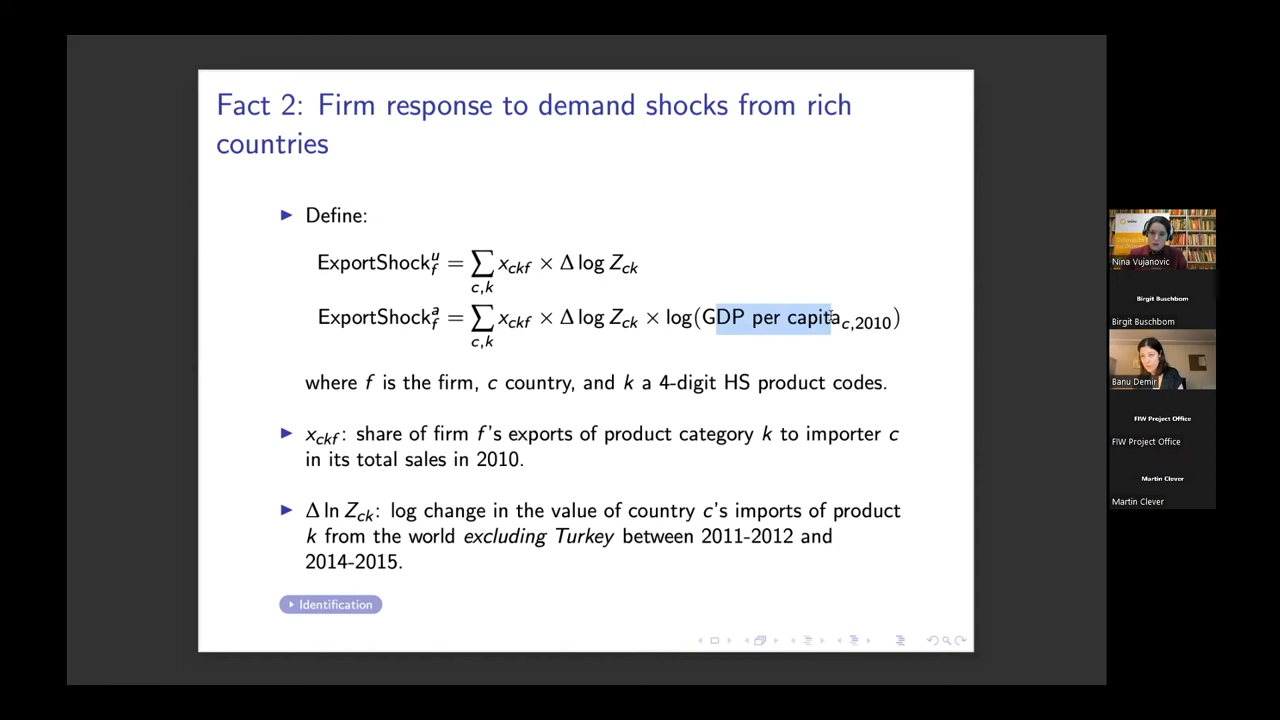 Fact 2: Firm response to demand shocks from rich
countries
▶ Define:
ExportShock^u_f = ∑_{c,k} x_{ckf} × Δ log Z_{ck}
ExportShock^a_f = ∑_{c,k} x_{ckf} × Δ log Z_{ck} × log(GDP per capita_{c,2010})
where f is the firm, c country, and k a 4-digit HS product codes.
▶ x_{ckf}: share of firm f's exports of product category k to importer c
in its total sales in 2010.
▶ Δ ln Z_{ck}: log change in the value of country c's imports of product
k from the world excluding Turkey between 2011-2012 and
2014-2015.
Identification
Nina Vujanovic
Birgit Buschbom
Birgit Buschbom
Banu Demir
FIW Project Office
FIW Project Office
Martin Clever
Martin Clever